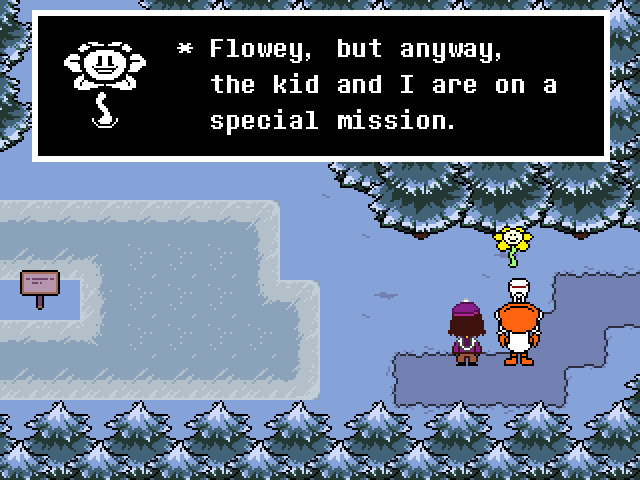 * Flowey, but anyway,
the kid and I are on a
special mission.